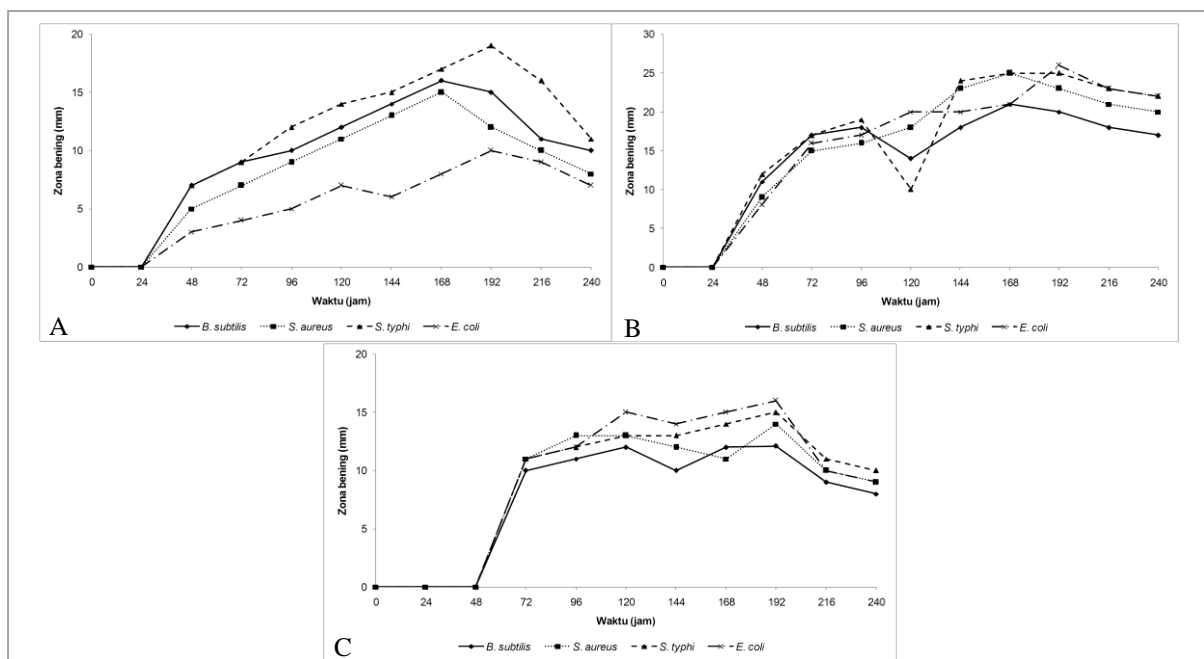 20
15
10
5
0
Zona bening (mm)
0 24 48 72 96 120 144 168 192 216 240
Waktu (jam)
A
B. subtilis S. aureus S. typhi E. coli
30
25
20
15
10
5
0
Zona bening (mm)
0 24 48 72 96 120 144 168 192 216 240
Waktu (jam)
B
B. subtilis S. aureus S. typhi E. coli
20
15
10
5
0
Zona bening (mm)
0 24 48 72 96 120 144 168 192 216 240
Waktu (jam)
C
B. subtilis S. aureus S. typhi E. coli